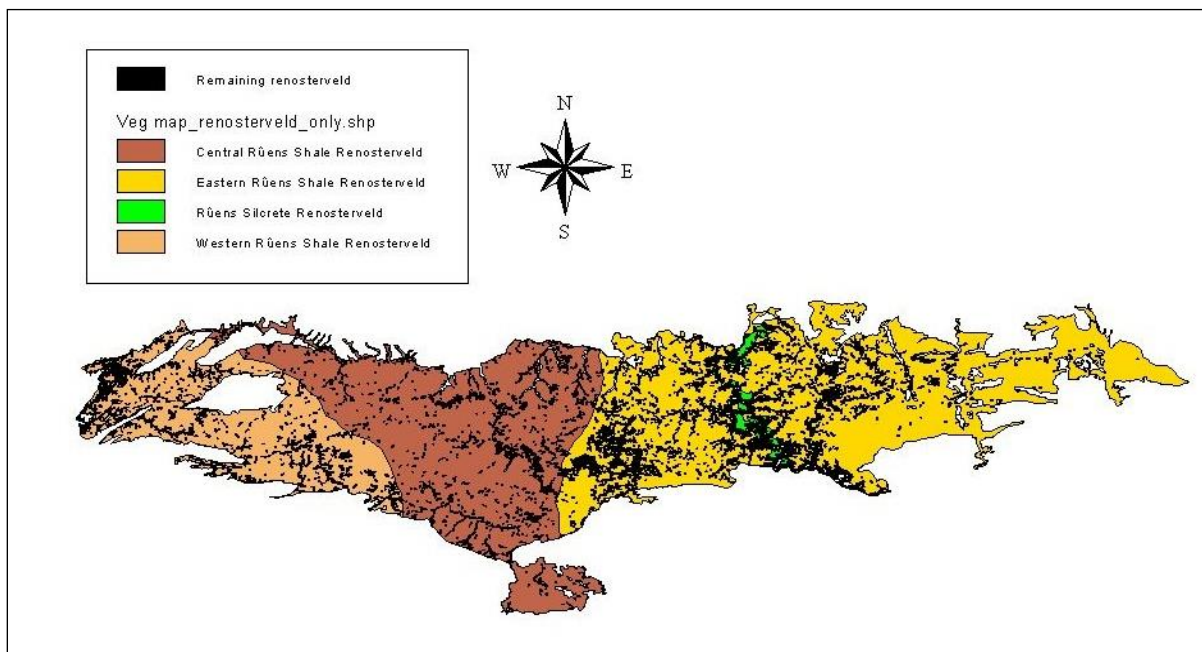 Remaining renosterveld
Veg map_renosterveld_only.shp
Central Rûens Shale Renosterveld
Eastern Rûens Shale Renosterveld
Rûens Silcrete Renosterveld
Western Rûens Shale Renosterveld
N
W E
S